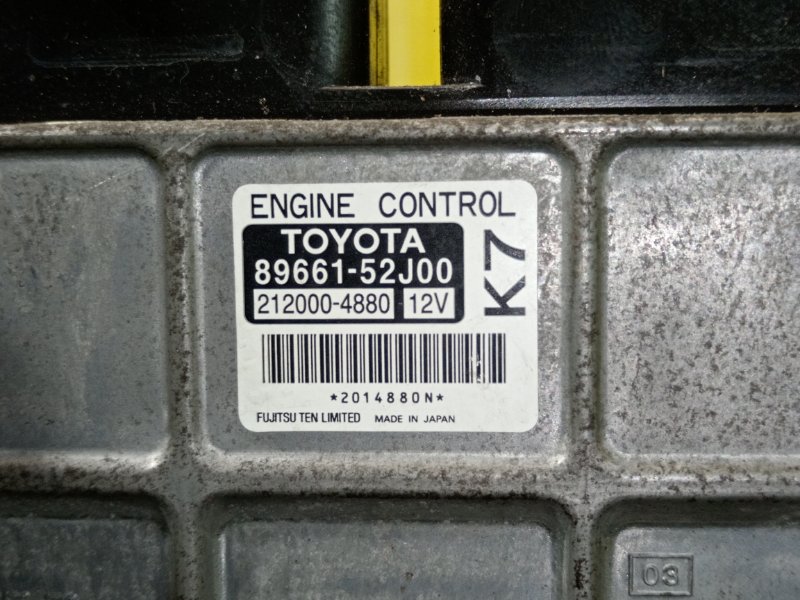 ENGINE CONTROL
TOYOTA
89661-52J00
212000-4880 12V
K7
*2014880N*
FUJITSU TEN LIMITED MADE IN JAPAN
03